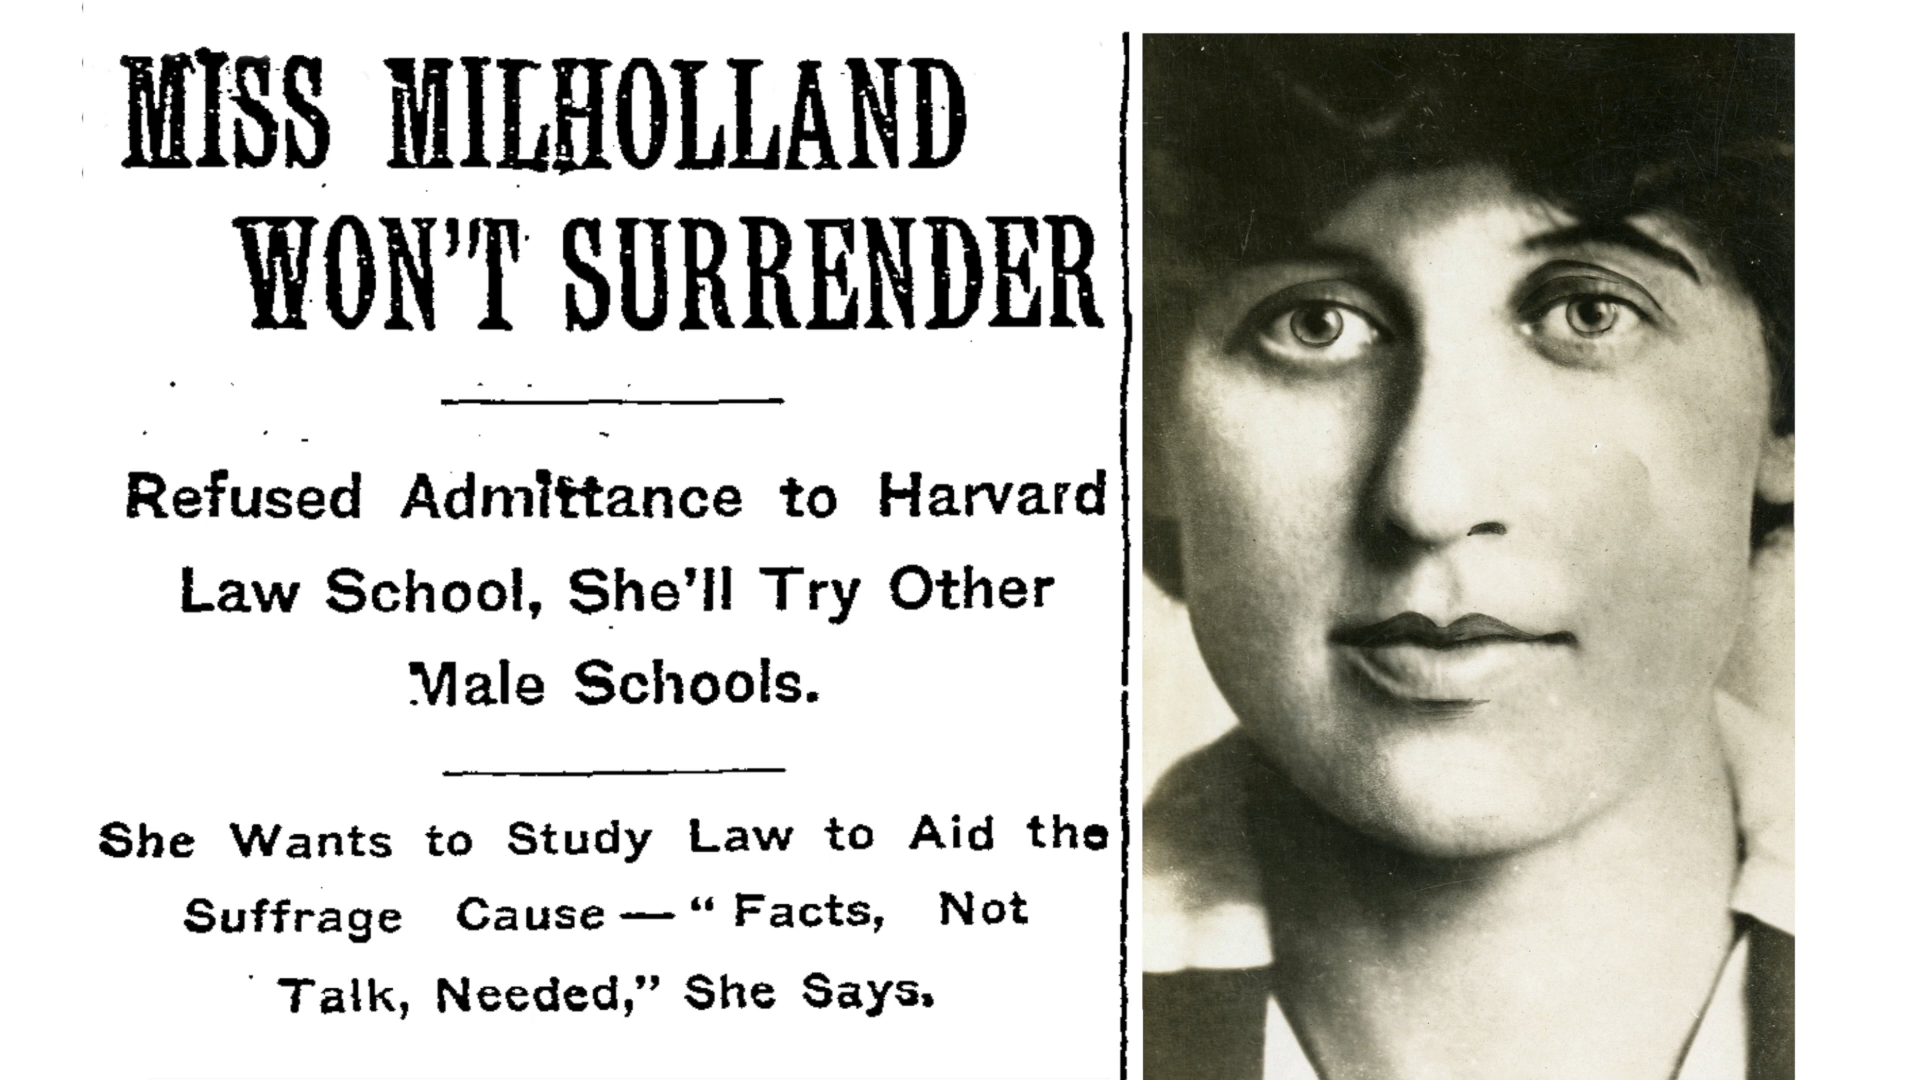 MISS MILHOLLAND
WON'T SURRENDER
Refused Admittance to Harvard
Law School, She'll Try Other
Male Schools.
She Wants to Study Law to Aid the
Suffrage Cause — “ Facts, Not
Talk, Needed,” She Says.